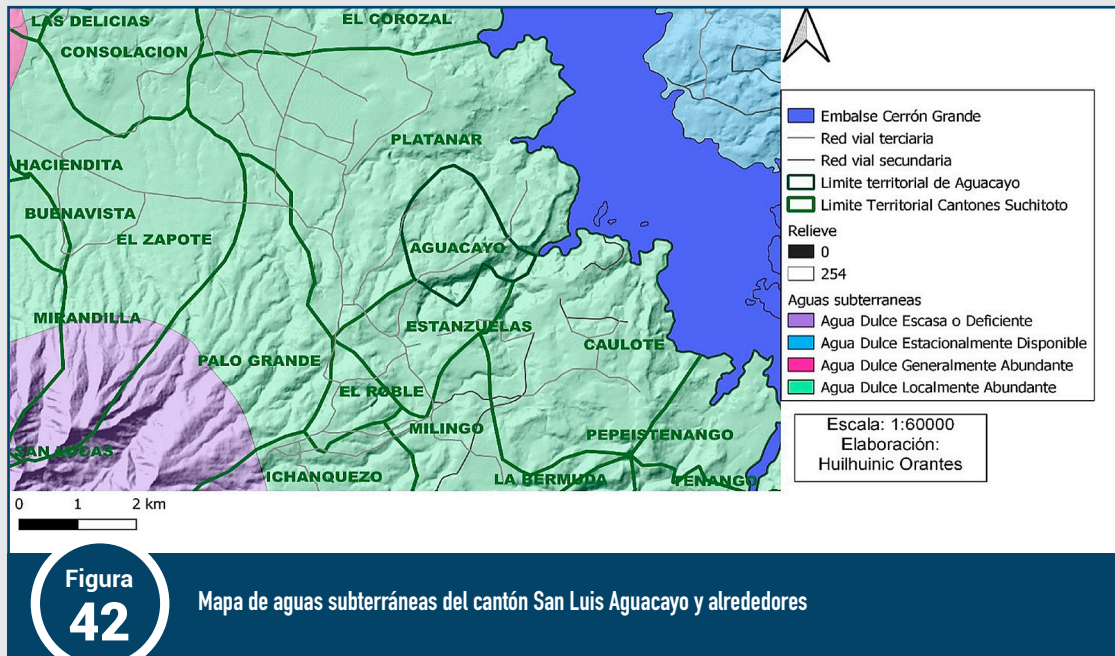 LAS DELICIAS
EL COROZAL
CONSOLACION
PLATANAR
HACIENDITA
BUENAVISTA
EL ZAPOTE
AGUACAYO
MIRANDILLA
ESTANZUELAS
CAULOTE
PALO GRANDE
EL ROBLE
MILINGO
PEPEISTENANGO
SAN LUCAS
ICHANQUEZO
LA BERMUDA
TENANGO
0 1 2 km
Embalse Cerrón Grande
Red vial terciaria
Red vial secundaria
Limite territorial de Aguacayo
Limite Territorial Cantones Suchitoto
Relieve
0
254
Aguas subterraneas
Agua Dulce Escasa o Deficiente
Agua Dulce Estacionalmente Disponible
Agua Dulce Generalmente Abundante
Agua Dulce Localmente Abundante
Escala: 1:60000
Elaboración:
Huilhuinic Orantes
Figura
42
Mapa de aguas subterráneas del cantón San Luis Aguacayo y alrededores